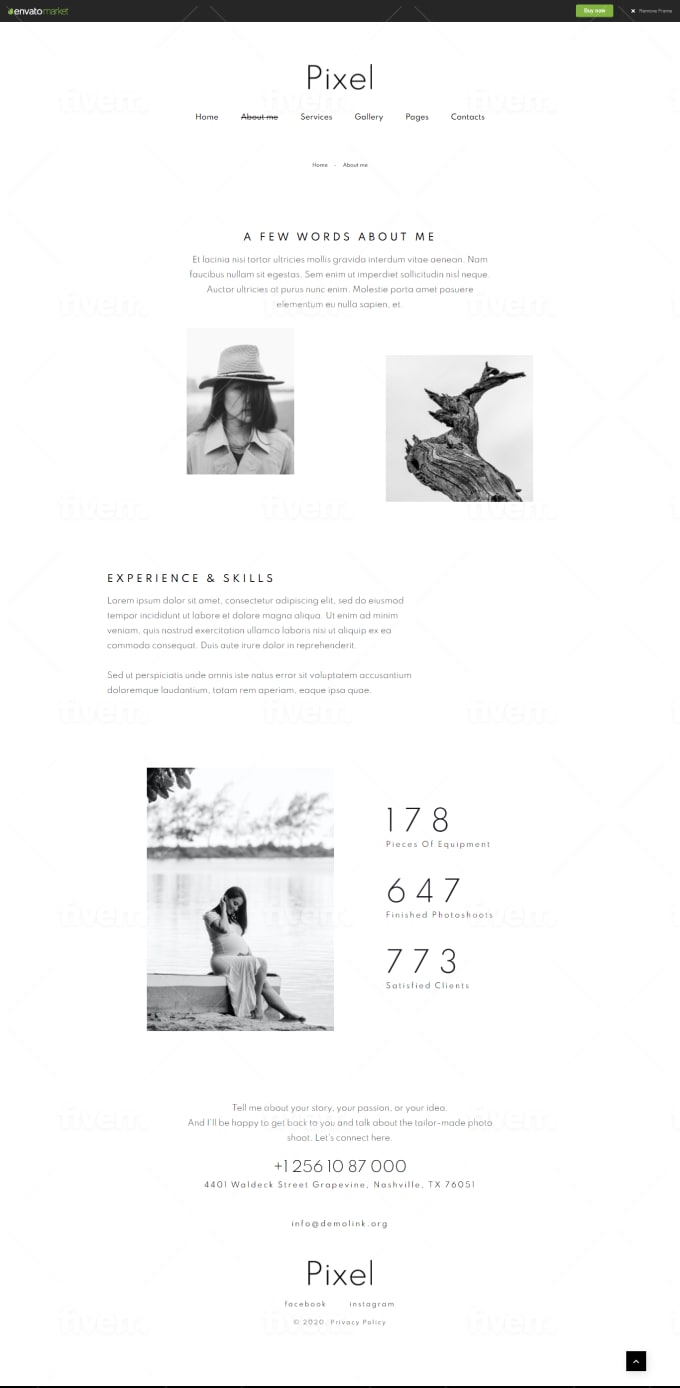 envatomarket
Buy now
× Remove Frame
Pixel
Home About me Services Gallery Pages Contacts
Home - About me
A FEW WORDS ABOUT ME
Et lacinia nisi tortor ultricies mollis gravida interdum vitae aenean. Nam
faucibus nullam sit egestas. Sem enim ut imperdiet sollicitudin nisl neque.
Auctor ultricies at purus nunc enim. Molestie porta amet posuere
elementum eu nulla sapien, et.
EXPERIENCE & SKILLS
Lorem ipsum dolor sit amet, consectetur adipiscing elit, sed do eiusmod
tempor incididunt ut labore et dolore magna aliqua. Ut enim ad minim
veniam, quis nostrud exercitation ullamco laboris nisi ut aliquip ex ea
commodo consequat. Duis aute irure dolor in reprehenderit.
Sed ut perspiciatis unde omnis iste natus error sit voluptatem accusantium
doloremque laudantium, totam rem aperiam, eaque ipsa quae.
178
Pieces Of Equipment
647
Finished Photoshoots
773
Satisfied Clients
Tell me about your story, your passion, or your idea.
And I'll be happy to get back to you and talk about the tailor-made photo
shoot. Let's connect here.
+1 256 10 87 000
4401 Waldeck Street Grapevine, Nashville, TX 76051
info@demolink.org
Pixel
facebook instagram
© 2020. Privacy Policy